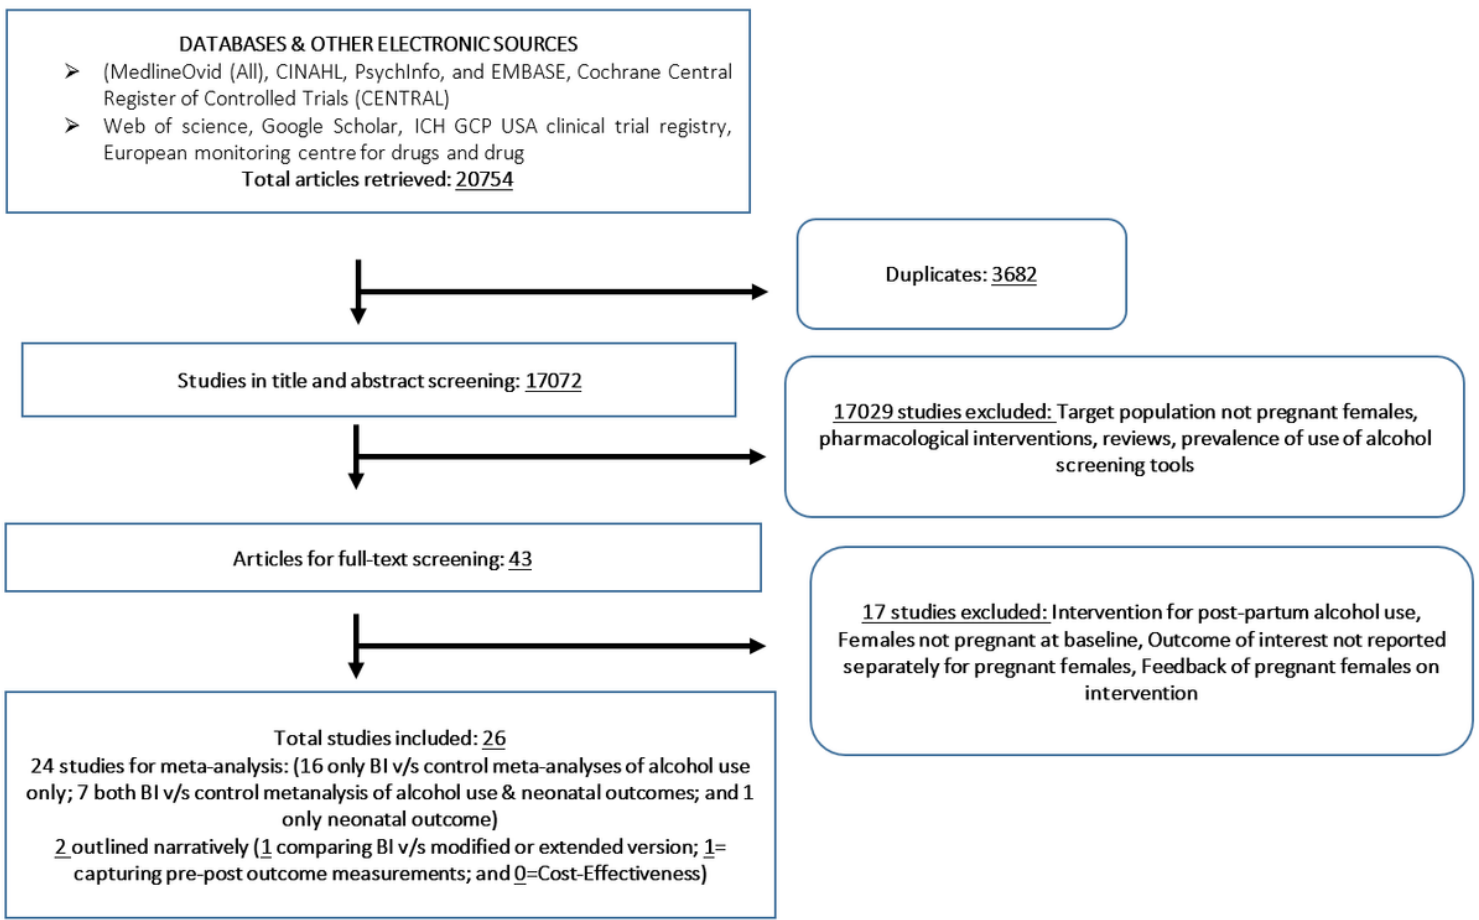 DATABASES & OTHER ELECTRONIC SOURCES
➢ (MedlineOvid (All), CINAHL, PsychInfo, and EMBASE, Cochrane Central
Register of Controlled Trials (CENTRAL)
➢ Web of science, Google Scholar, ICH GCP USA clinical trial registry,
European monitoring centre for drugs and drug
Total articles retrieved: 20754
Duplicates: 3682
Studies in title and abstract screening: 17072
17029 studies excluded: Target population not pregnant females,
pharmacological interventions, reviews, prevalence of use of alcohol
screening tools
Articles for full-text screening: 43
17 studies excluded: Intervention for post-partum alcohol use,
Females not pregnant at baseline, Outcome of interest not reported
separately for pregnant females, Feedback of pregnant females on
intervention
Total studies included: 26
24 studies for meta-analysis: (16 only BI v/s control meta-analyses of alcohol use
only; 7 both BI v/s control metanalysis of alcohol use & neonatal outcomes; and 1
only neonatal outcome)
2 outlined narratively (1 comparing BI v/s modified or extended version; 1=
capturing pre-post outcome measurements; and 0=Cost-Effectiveness)